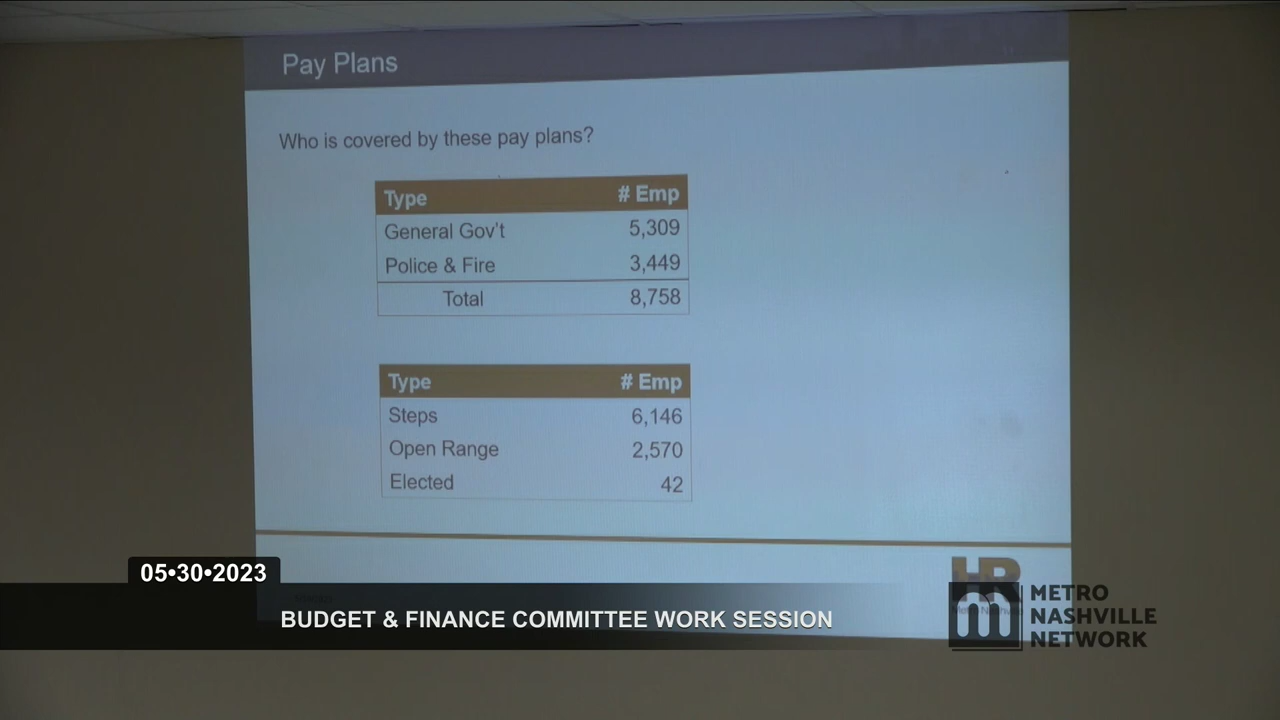 Pay Plans
Who is covered by these pay plans?
Type # Emp
General Gov't 5,309
Police & Fire 3,449
Total 8,758
Type # Emp
Steps 6,146
Open Range 2,570
Elected 42
05•30•2023
BUDGET & FINANCE COMMITTEE WORK SESSION
HR
METRO
NASHVILLE
NETWORK